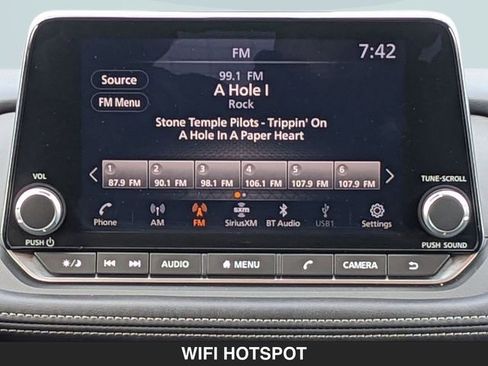 FM
7:42
Source
99.1 FM
FM Menu
A Hole I
Rock
Stone Temple Pilots - Trippin' On
A Hole In A Paper Heart
1 2 3 4 5 6
87.9 FM 90.1 FM 98.1 FM 106.1 FM 107.9 FM 107.9 FM
VOL
TUNE-SCROLL
Phone AM FM SiriusXM BT Audio USB1 Settings
PUSH
PUSH SOUND
AUDIO MENU CAMERA
WIFI HOTSPOT